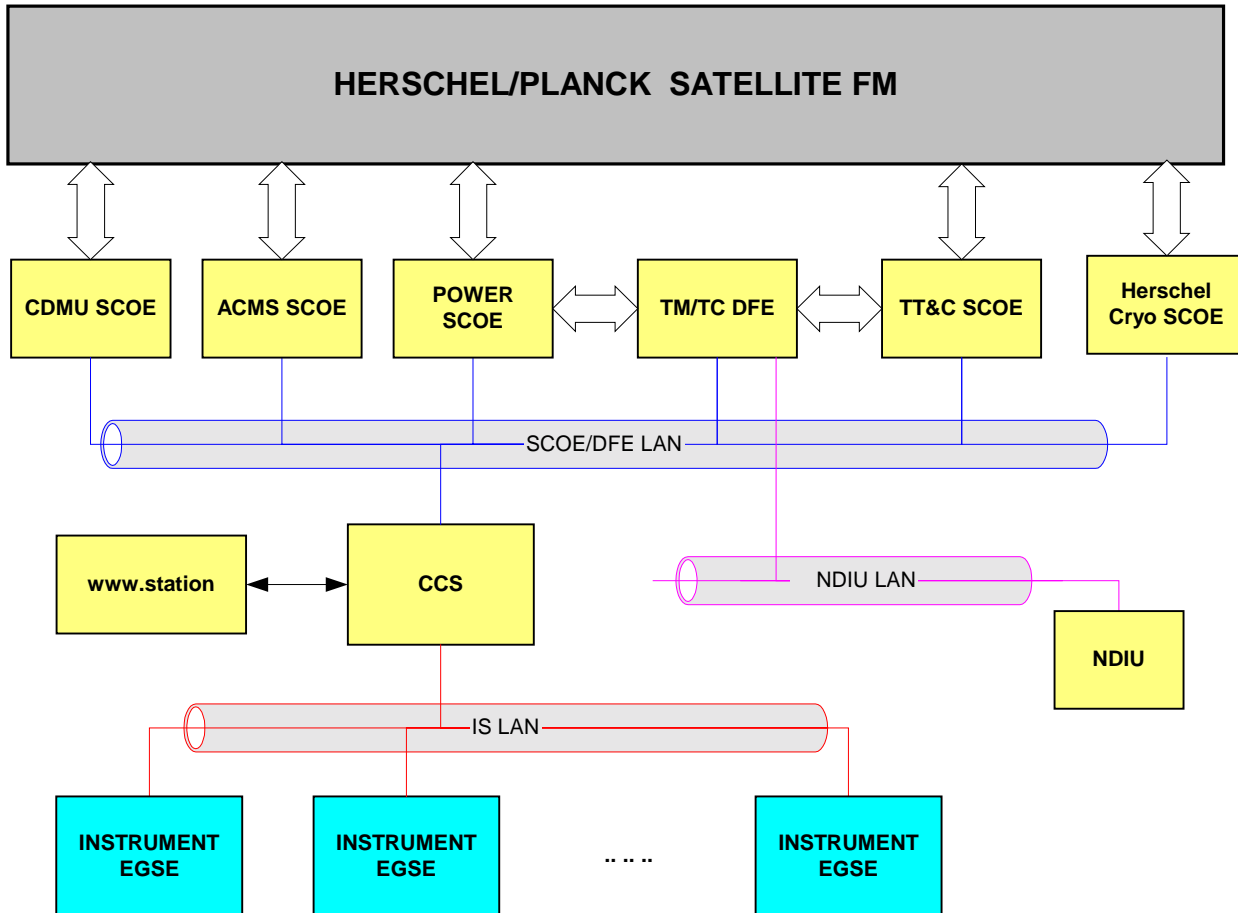 HERSCHEL/PLANCK SATELLITE FM
CDMU SCOE
ACMS SCOE
POWER
SCOE
TM/TC DFE
TT&C SCOE
Herschel
Cryo SCOE
SCOE/DFE LAN
www.station
CCS
NDIU LAN
NDIU
IS LAN
INSTRUMENT
EGSE
INSTRUMENT
EGSE
.. .. ..
INSTRUMENT
EGSE